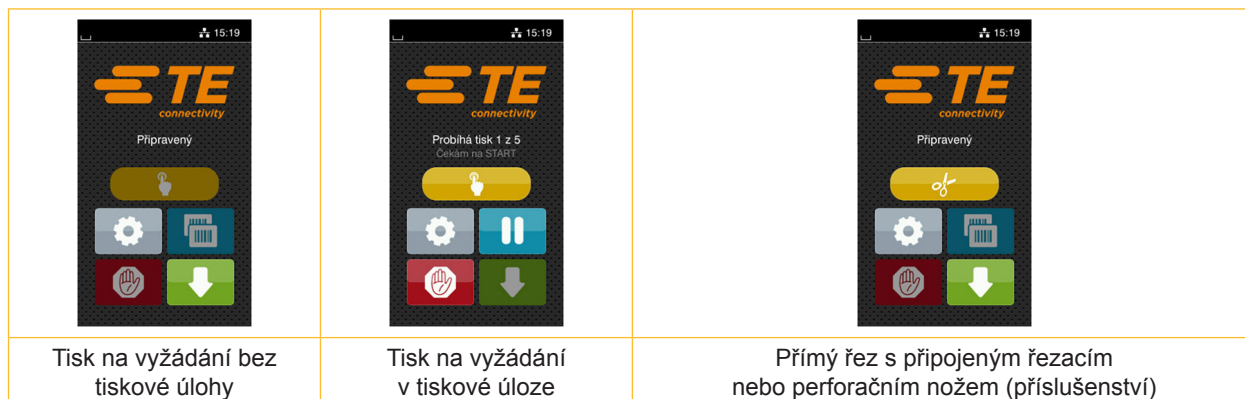 15:19
TE
connectivity
Připravený
15:19
TE
connectivity
Probíhá tisk 1 z 5
Čekám na START
15:19
TE
connectivity
Připravený
Tisk na vyžádání bez
tiskové úlohy
Tisk na vyžádání
v tiskové úloze
Přímý řez s připojeným řezacím
nebo perforačním nožem (příslušenství)